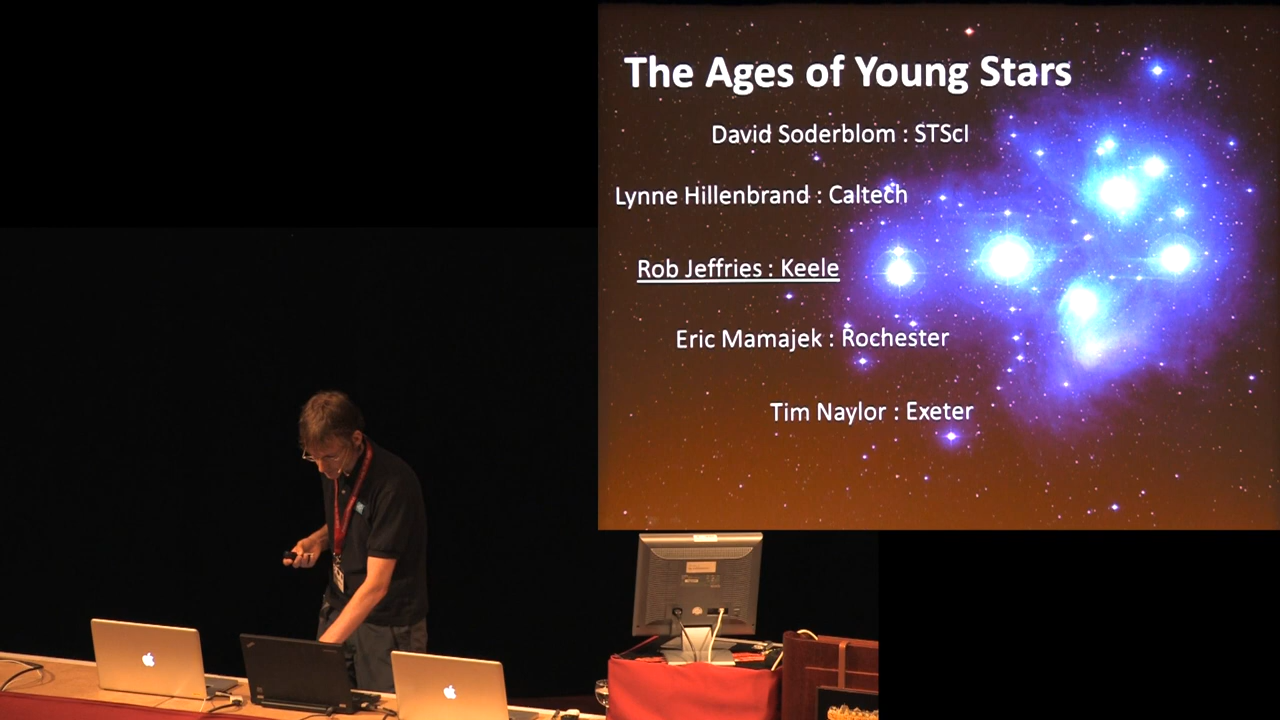 The Ages of Young Stars
David Soderblom : STScI
Lynne Hillenbrand : Caltech
Rob Jeffries : Keele
Eric Mamajek : Rochester
Tim Naylor : Exeter